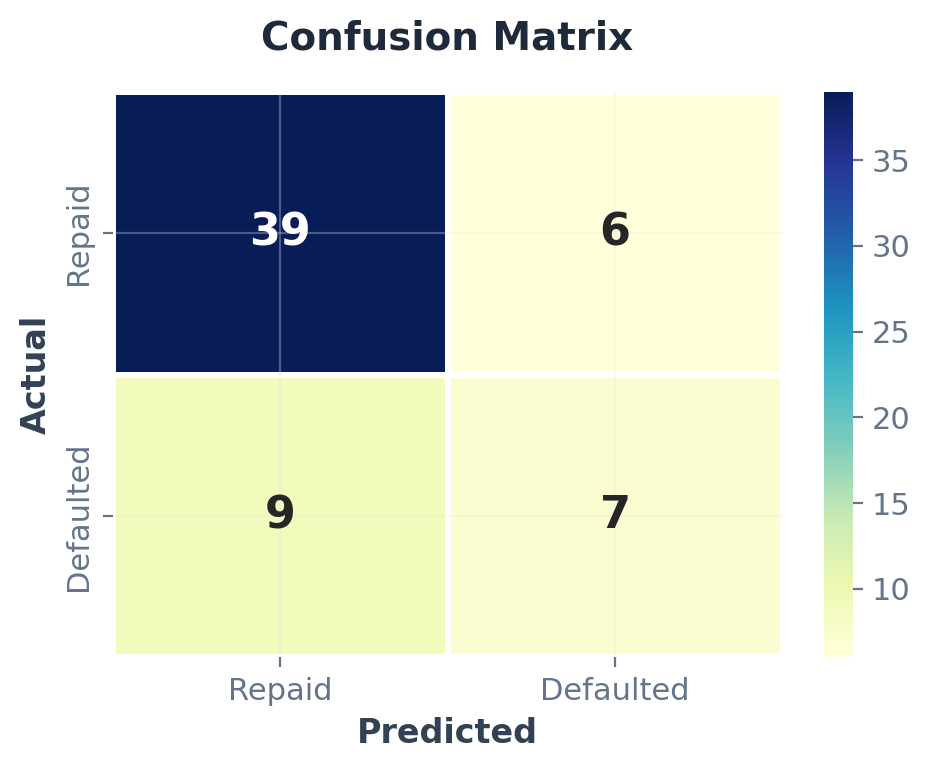 Confusion Matrix
Actual
Repaid
39
6
Defaulted
9
7
Repaid
Defaulted
Predicted
35
30
25
20
15
10